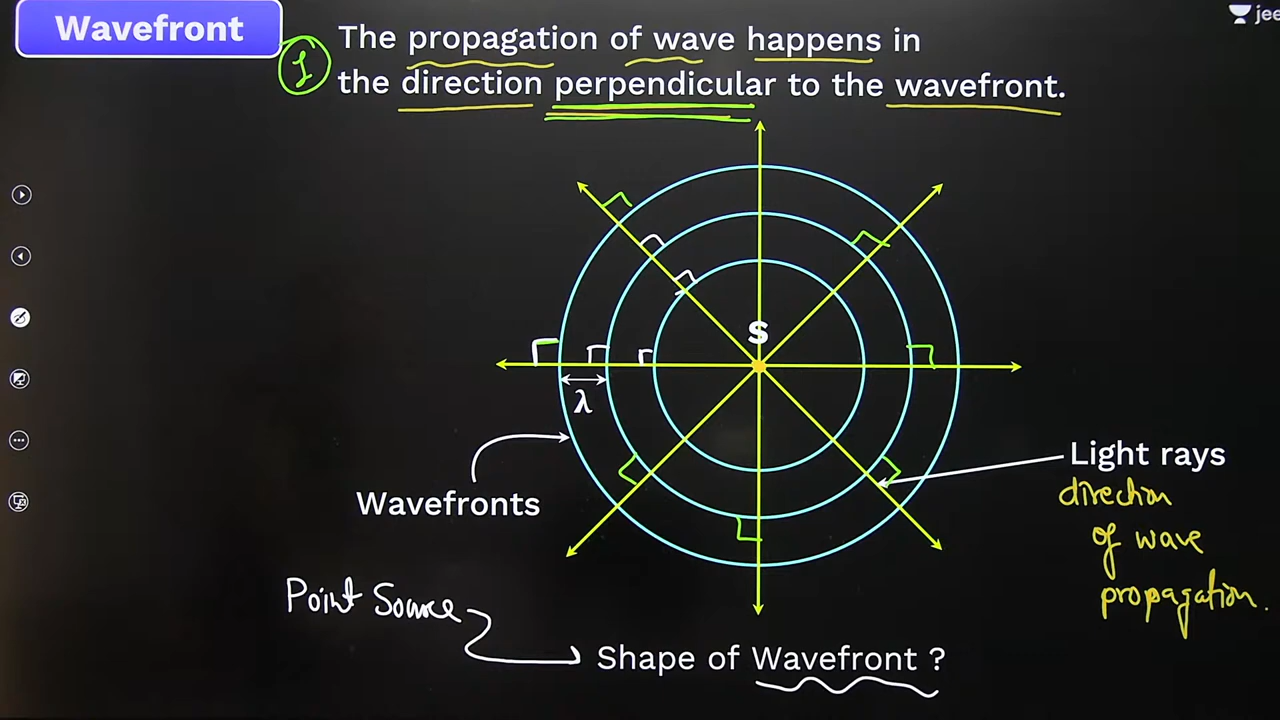 Wavefront
1
The propagation of wave happens in
the direction perpendicular to the wavefront.
jee
S
λ
Wavefronts
Light rays
direction
of wave
propagation.
Point Source
Shape of Wavefront ?